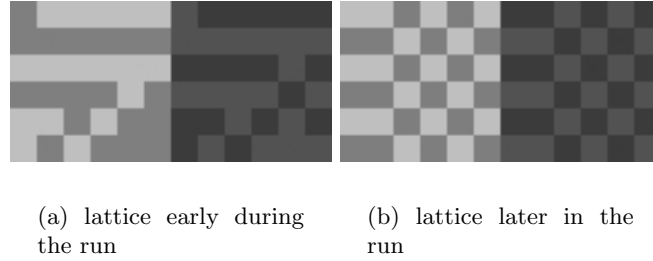 (a) lattice early during
the run
(b) lattice later in the
run